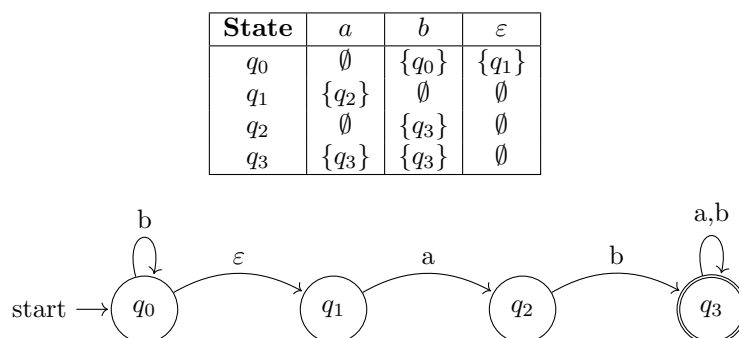 State a b ε
q₀ ∅ {q₀} {q₁}
q₁ {q₂} ∅ ∅
q₂ ∅ {q₃} ∅
q₃ {q₃} {q₃} ∅
b a,b
ε a b
start q₀ q₁ q₂ q₃